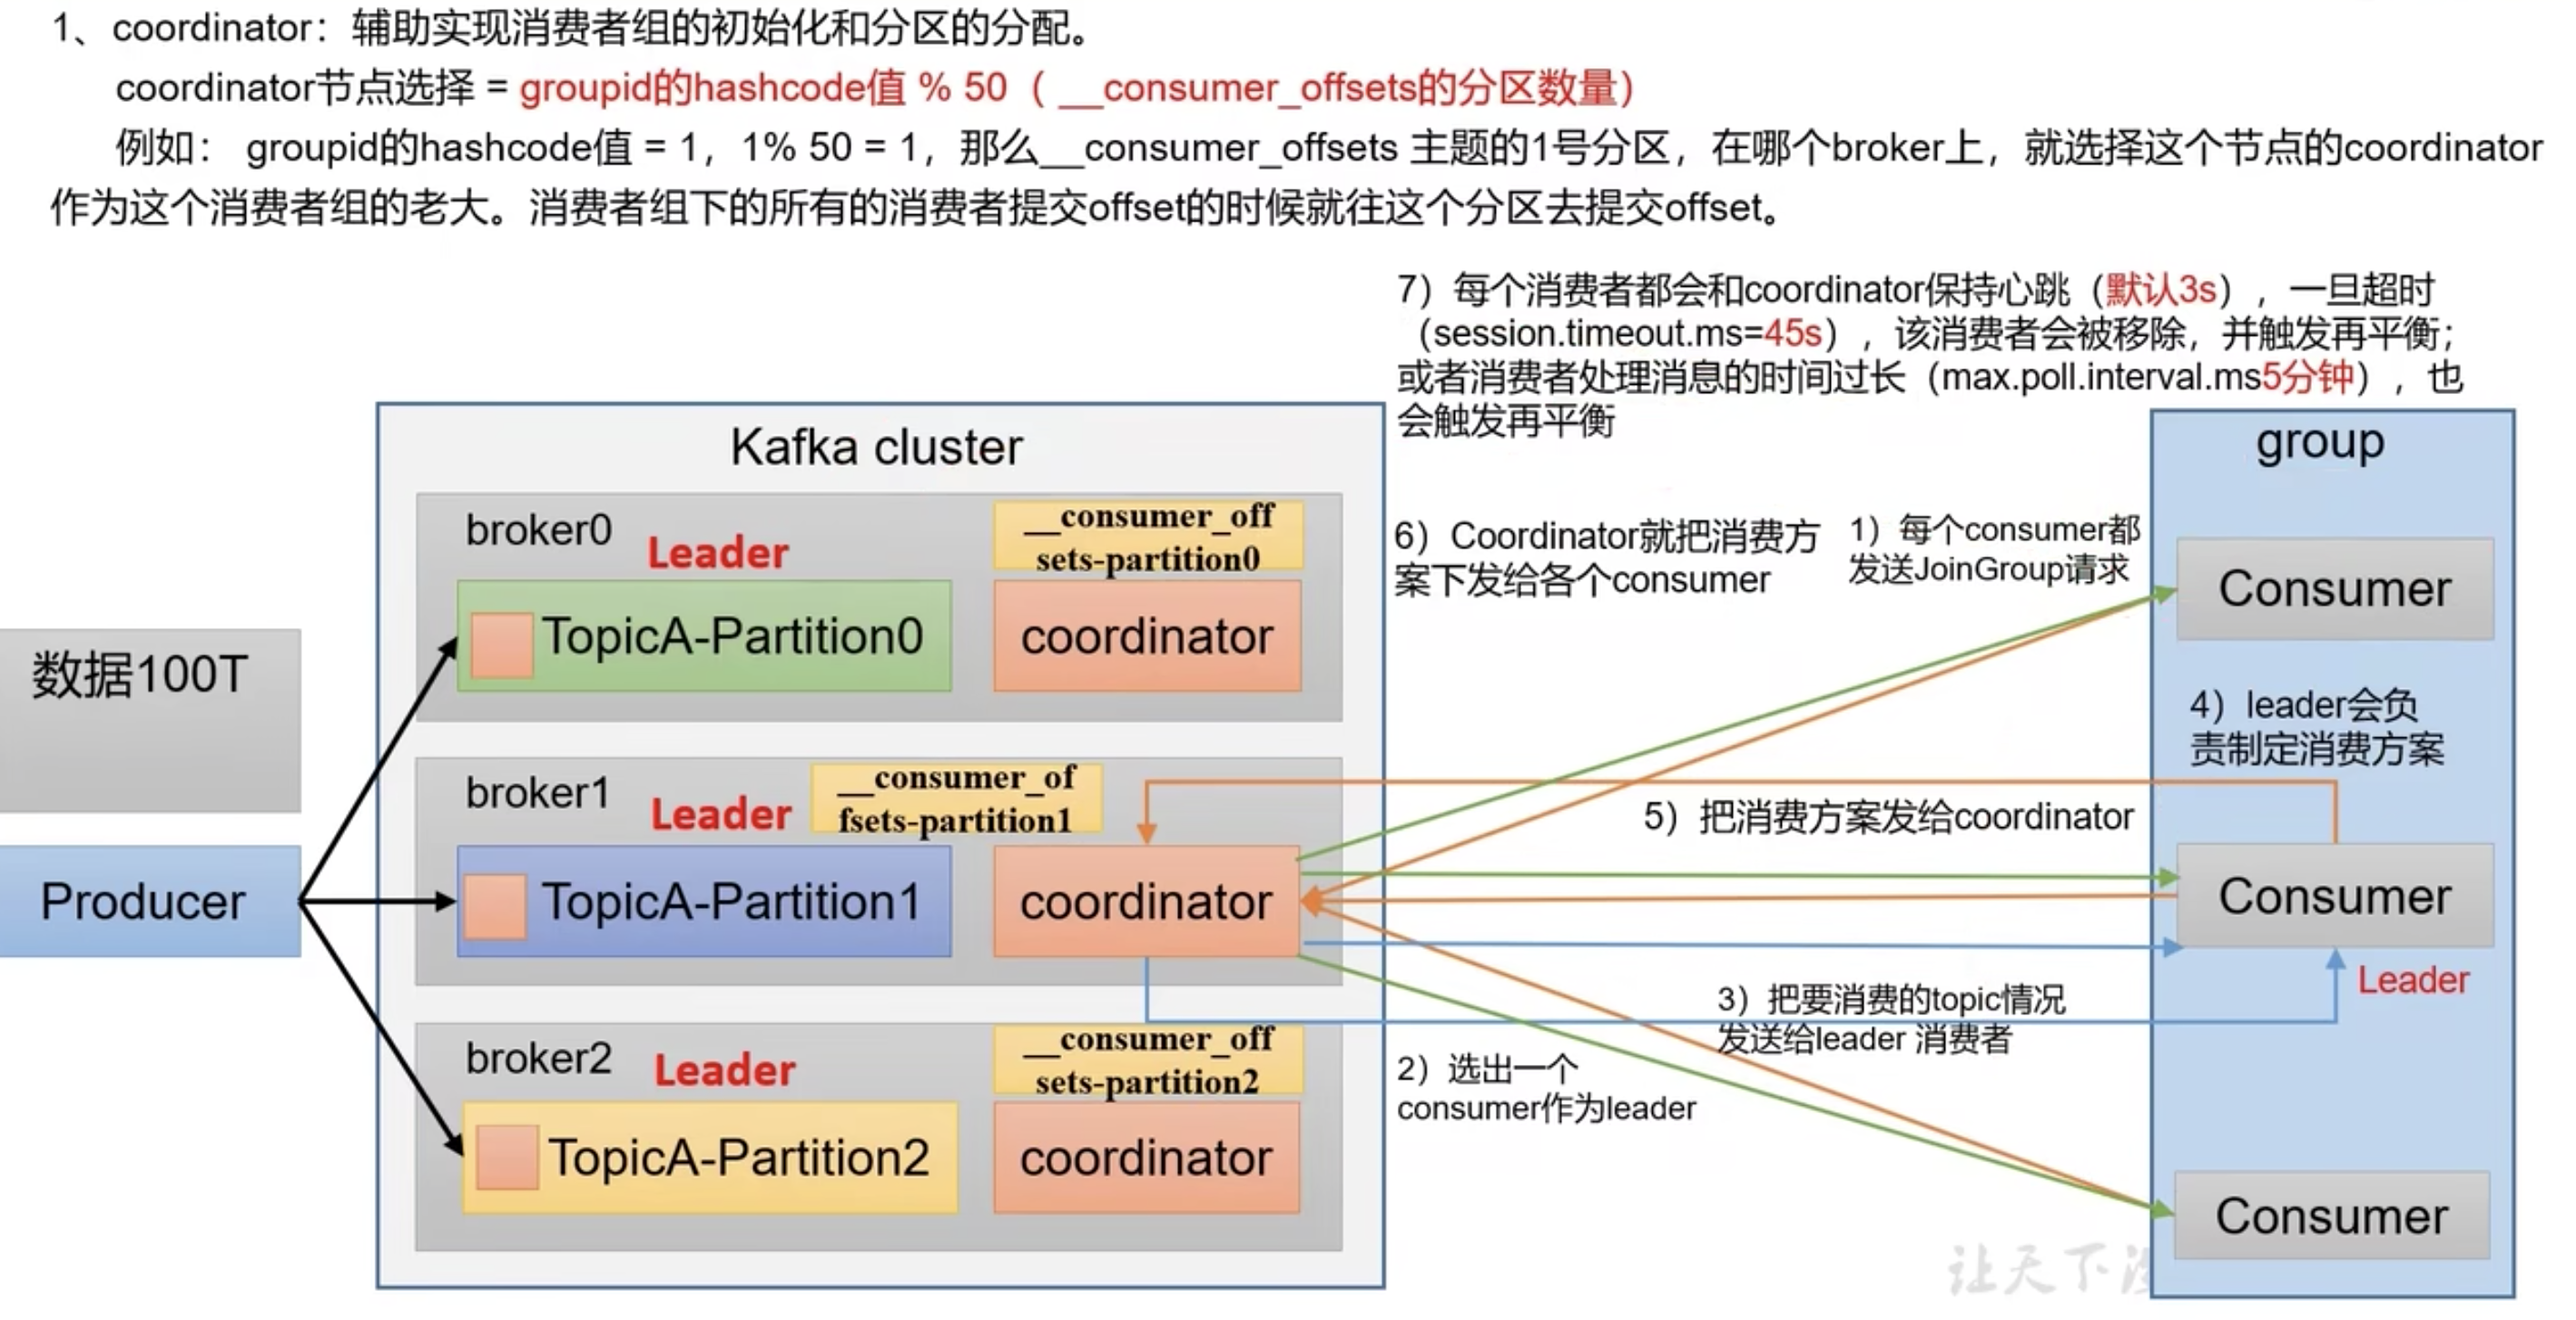 1、coordinator：辅助实现消费者组的初始化和分区的分配。
coordinator节点选择 = groupid的hashcode值 % 50（ __consumer_offsets的分区数量）
例如： groupid的hashcode值 = 1，1% 50 = 1，那么__consumer_offsets 主题的1号分区，在哪个broker上，就选择这个节点的coordinator
作为这个消费者组的老大。消费者组下的所有的消费者提交offset的时候就往这个分区去提交offset。
7）每个消费者都会和coordinator保持心跳（默认3s），一旦超时
（session.timeout.ms=45s），该消费者会被移除，并触发再平衡；
或者消费者处理消息的时间过长（max.poll.interval.ms5分钟），也
会触发再平衡
Kafka cluster
group
broker0
Leader
__consumer_off
sets-partition0
TopicA-Partition0
coordinator
6）Coordinator就把消费方
案下发给各个consumer
1）每个consumer都
发送JoinGroup请求
Consumer
数据100T
4）leader会负
责制定消费方案
broker1
Leader
__consumer_of
fsets-partition1
5）把消费方案发给coordinator
Producer
TopicA-Partition1
coordinator
Consumer
Leader
3）把要消费的topic情况
发送给leader 消费者
broker2
Leader
__consumer_off
sets-partition2
2）选出一个
consumer作为leader
TopicA-Partition2
coordinator
Consumer
让天下